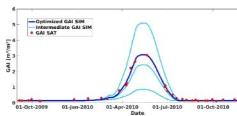 6
5
4
3
2
1
0
GAI [m²/m²]
Optimized GAI SIM
Intermediate GAI SIM
GAI SAT
01-Oct-2009
01-Jan-2010
01-Apr-2010
01-Jul-2010
01-Oct-2010
Date